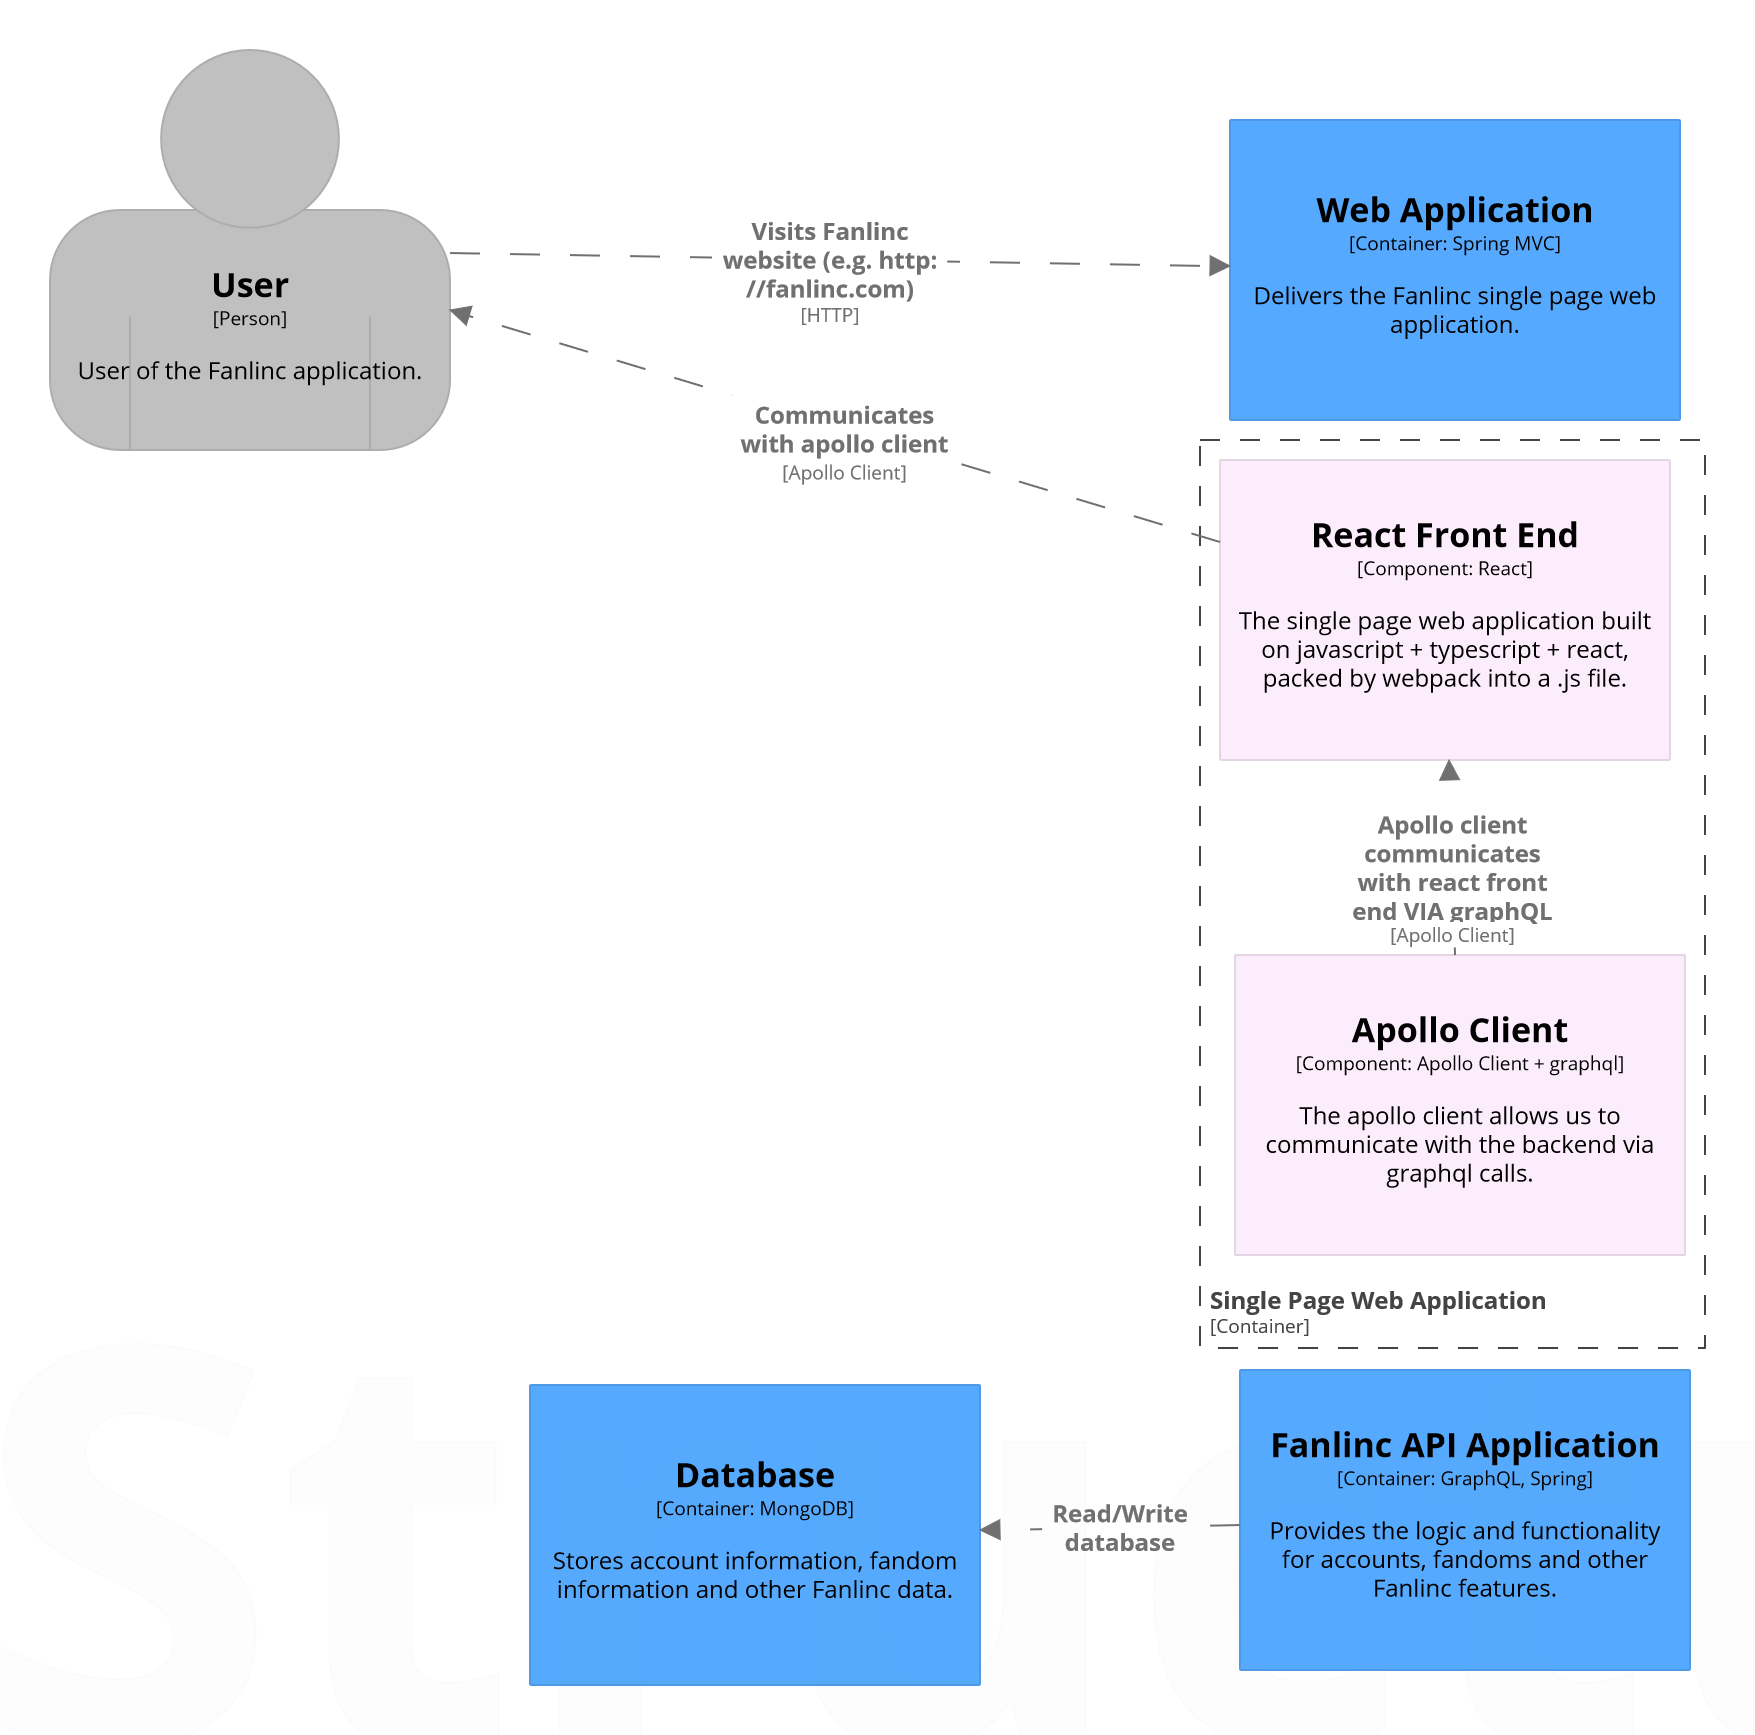 User
[Person]
User of the Fanlinc application.
Visits Fanlinc
website (e.g. http:
//fanlinc.com)
[HTTP]
Web Application
[Container: Spring MVC]
Delivers the Fanlinc single page web
application.
Communicates
with apollo client
[Apollo Client]
React Front End
[Component: React]
The single page web application built
on javascript + typescript + react,
packed by webpack into a .js file.
Apollo client
communicates
with react front
end VIA graphQL
[Apollo Client]
Apollo Client
[Component: Apollo Client + graphql]
The apollo client allows us to
communicate with the backend via
graphql calls.
Single Page Web Application
[Container]
Database
[Container: MongoDB]
Stores account information, fandom
information and other Fanlinc data.
Read/Write
database
Fanlinc API Application
[Container: GraphQL, Spring]
Provides the logic and functionality
for accounts, fandoms and other
Fanlinc features.